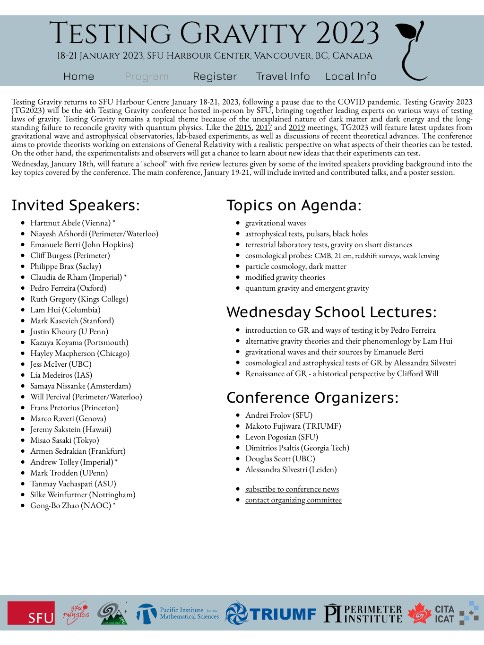 TESTING GRAVITY 2023
18-21 JANUARY 2023, SFU HARBOUR CENTER, VANCOUVER, BC, CANADA
Home Program Register Travel Info Local Info
Testing Gravity returns to SFU Harbour Centre January 18-21, 2023, following a pause due to the COVID pandemic. Testing Gravity 2023
(TG2023) will be the 4th Testing Gravity conference hosted in-person by SFU, bringing together leading experts on various ways of testing
laws of gravity. Testing Gravity remains a topical theme because of the unexplained nature of dark matter and dark energy and the long-
standing failure to reconcile gravity with quantum physics. Like the 2015, 2017 and 2019 meetings, TG2023 will feature latest updates from
gravitational wave and astrophysical observatories, lab-based experiments, as well as discussions of recent theoretical advances. The conference
aims to provide theorists working on extensions of General Relativity with a realistic perspective on what aspects of their theories can be tested.
On the other hand, the experimentalists and observers will get a chance to learn about new ideas that their experiments can test.
Wednesday, January 18th, will feature a "school" with five review lectures given by some of the invited speakers providing background into the
key topics covered by the conference. The main conference, January 19-21, will include invited and contributed talks, and a poster session.
Invited Speakers:
Hartmut Abele (Vienna) *
Niayesh Afshordi (Perimeter/Waterloo)
Emanuele Berti (John Hopkins)
Cliff Burgess (Perimeter)
Philippe Brax (Saclay)
Claudia de Rham (Imperial) *
Pedro Ferreira (Oxford)
Ruth Gregory (Kings College)
Lam Hui (Columbia)
Mark Kasevich (Stanford)
Justin Khoury (U Penn)
Kazuya Koyama (Portsmouth)
Hayley Macpherson (Chicago)
Jess McIver (UBC)
Lia Medeiros (IAS)
Samaya Nissanke (Amsterdam)
Will Percival (Perimeter/Waterloo)
Frans Pretorius (Princeton)
Marco Raveri (Genova)
Jeremy Sakstein (Hawaii)
Misao Sasaki (Tokyo)
Armen Sedrakian (Frankfurt)
Andrew Tolley (Imperial) *
Mark Trodden (UPenn)
Tanmay Vachaspati (ASU)
Silke Weinfurtner (Nottingham)
Gong-Bo Zhao (NAOC) *
Topics on Agenda:
gravitational waves
astrophysical tests, pulsars, black holes
terrestrial laboratory tests, gravity on short distances
cosmological probes: CMB, 21 cm, redshift surveys, weak lensing
particle cosmology, dark matter
modified gravity theories
quantum gravity and emergent gravity
Wednesday School Lectures:
introduction to GR and ways of testing it by Pedro Ferreira
alternative gravity theories and their phenomenology by Lam Hui
gravitational waves and their sources by Emanuele Berti
cosmological and astrophysical tests of GR by Alessandra Silvestri
Renaissance of GR - a historical perspective by Clifford Will
Conference Organizers:
Andrei Frolov (SFU)
Makoto Fujiwara (TRIUMF)
Levon Pogosian (SFU)
Dimitrios Psaltis (Georgia Tech)
Douglas Scott (UBC)
Alessandra Silvestri (Leiden)
subscribe to conference news
contact organizing committee
SFU
Pacific Institute for the
Mathematical Sciences
TRIUMF
PI PERIMETER
INSTITUTE
CITA
ICAT